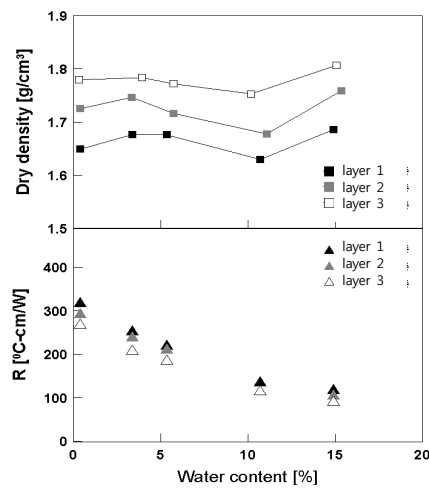 1.9
1.8
1.7
1.6
1.5
Dry density [g/cm³]
layer 1
layer 2
layer 3
400
300
200
100
0
R [⁰C-cm/W]
layer 1
layer 2
layer 3
0 5 10 15 20
Water content [%]